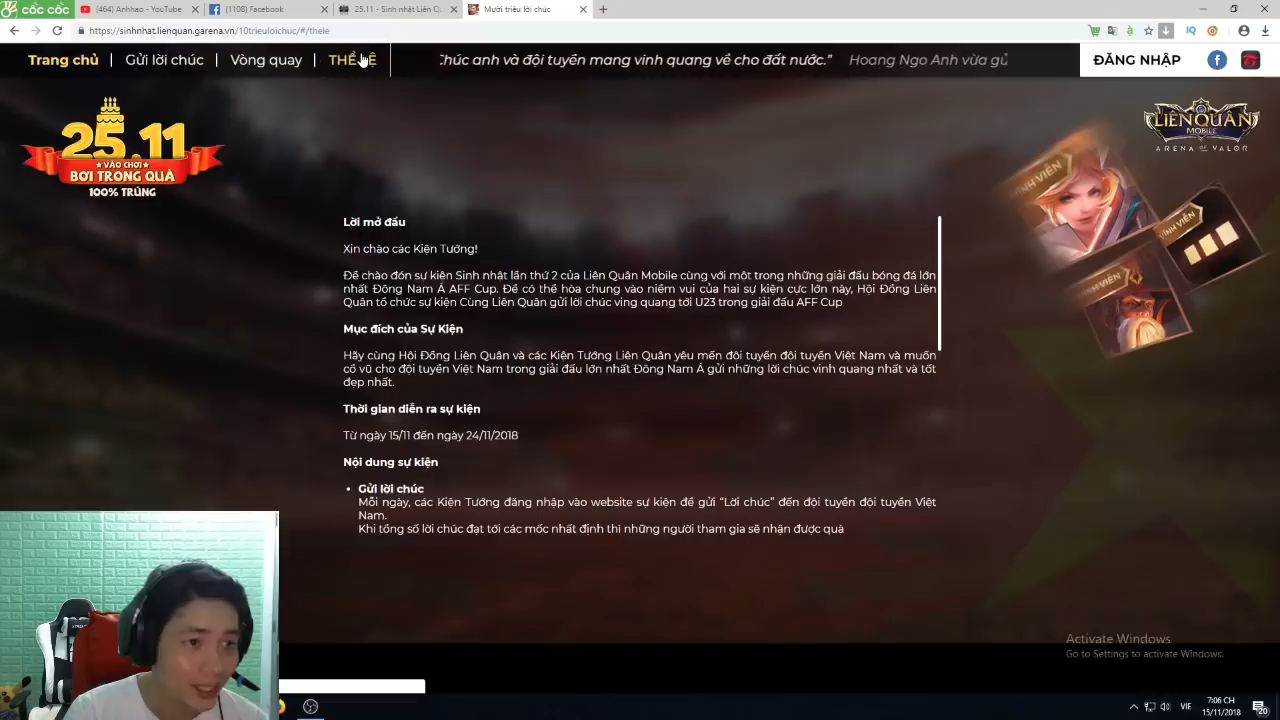 CỐC CỐC
(464) Anhhao - YouTube
(1108) Facebook
25.11 - Sinh nhật Liên Qu
Mười triệu lời chúc
https://sinhnhat.lienquan.garena.vn/10trieuloichuc/#/thele
Trang chủ
Gửi lời chúc
Vòng quay
THỂ LỆ
Chúc anh và đội tuyển mang vinh quang về cho đất nước."
Hoang Ngo Anh vừa gử
ĐĂNG NHẬP
25.11
VÀO CHƠI
BƠI TRONG QUÀ
100% TRÚNG
LIÊN QUÂN
MOBILE
ARENA OF VALOR
VĨNH VIỄN
VĨNH VIỄN
VĨNH VIỄN
Lời mở đầu
Xin chào các Kiện Tướng!
Để chào đón sự kiện Sinh nhật lần thứ 2 của Liên Quân Mobile cùng với một trong những giải đấu bóng đá lớn
nhất Đông Nam Á AFF Cup. Để có thể hòa chung vào niềm vui của hai sự kiện cực lớn này, Hội Đồng Liên
Quân tổ chức sự kiện Cùng Liên Quân gửi lời chúc ving quang tới U23 trong giải đấu AFF Cup
Mục đích của Sự Kiện
Hãy cùng Hội Đồng Liên Quân và các Kiện Tướng Liên Quân yêu mến đội tuyển đội tuyển Việt Nam và muốn
cổ vũ cho đội tuyển Việt Nam trong giải đấu lớn nhất Đông Nam Á gửi những lời chúc vinh quang nhất và tốt
đẹp nhất.
Thời gian diễn ra sự kiện
Từ ngày 15/11 đến ngày 24/11/2018
Nội dung sự kiện
• Gửi lời chúc
Mỗi ngày, các Kiện Tướng đăng nhập vào website sự kiện để gửi "Lời chúc" đến đội tuyển đội tuyển Việt
Nam.
Khi tổng số lời chúc đạt tới các mốc nhất định thì những người tham gia sẽ nhận được quà
Activate Windows
Go to Settings to activate Windows.
VIE
7:06 CH
15/11/2018
20